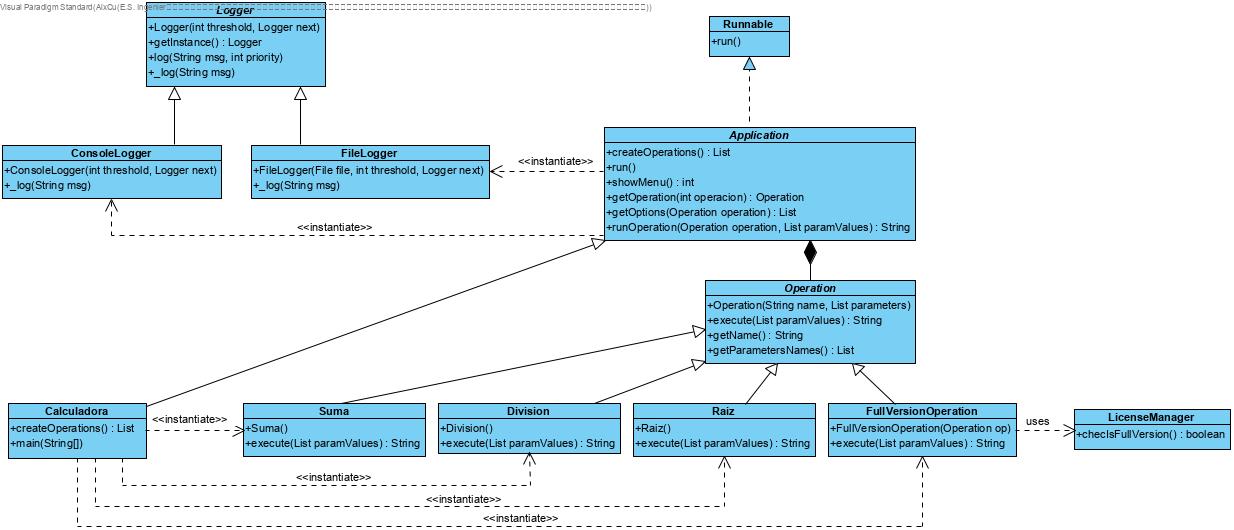 Visual Paradigm Standard(AlxCu(E.S. Ingenier
))
Logger
+Logger(int threshold, Logger next)
+getInstance() : Logger
+log(String msg, int priority)
+_log(String msg)
Runnable
+run()
ConsoleLogger
+ConsoleLogger(int threshold, Logger next)
+_log(String msg)
FileLogger
+FileLogger(File file, int threshold, Logger next)
+_log(String msg)
<<instantiate>>
<<instantiate>>
Application
+createOperations() : List
+run()
+showMenu() : int
+getOperation(int operacion) : Operation
+getOptions(Operation operation) : List
+runOperation(Operation operation, List paramValues) : String
Operation
+Operation(String name, List parameters)
+execute(List paramValues) : String
+getName() : String
+getParametersNames() : List
Calculadora
+createOperations() : List
+main(String[])
<<instantiate>>
Suma
+Suma()
+execute(List paramValues) : String
Division
+Division()
+execute(List paramValues) : String
Raiz
+Raiz()
+execute(List paramValues) : String
FullVersionOperation
+FullVersionOperation(Operation op)
+execute(List paramValues) : String
uses
LicenseManager
+checIsFullVersion() : boolean
<<instantiate>>
<<instantiate>>
<<instantiate>>